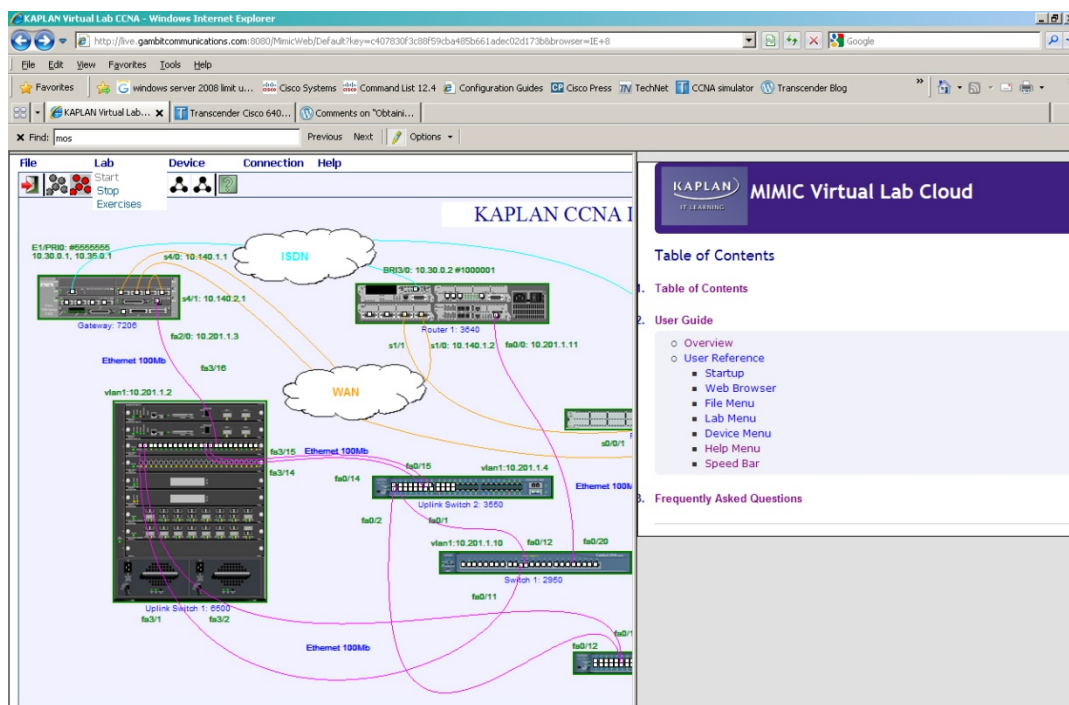 KAPLAN Virtual Lab CCNA - Windows Internet Explorer
http://live.gambitcommunications.com:8080/MimicWeb/Default?key=c407830f3c88f59cba485b661adec02d173b&browser=IE+8
Google
File Edit View Favorites Tools Help
Favorites windows server 2008 limit u... Cisco Systems Command List 12.4 Configuration Guides Cisco Press TechNet CCNA simulator Transcender Blog
KAPLAN Virtual Lab... Transcender Cisco 640... Comments on "Obtaini...
Find: mos Previous Next Options
File Lab Device Connection Help
Start
Stop
Exercises
KAPLAN CCNA
E1/PRI0: #5555555
10.30.0.1, 10.35.0.1
s4/0: 10.140.1.1
ISDN
BRI3/0: 10.30.0.2 #1000001
s4/1: 10.140.2.1
Gateway: 7206
Router 1: 3640
fa2/0: 10.201.1.3
s1/1
s1/0: 10.140.1.2
fa0/0: 10.201.1.11
Ethernet 100Mb
fa3/16
WAN
vlan1:10.201.1.2
s0/0/1
fa3/15
Ethernet 100Mb
fa3/14
fa0/15
vlan1:10.201.1.4
fa0/14
Ethernet 100M
Uplink Switch 2: 3550
fa0/2
fa0/1
vlan1:10.201.1.10
fa0/12
fa0/20
Switch 1: 2950
fa0/11
Uplink Switch 1: 6500
fa3/1
fa3/2
Ethernet 100Mb
fa0/1
fa0/12
KAPLAN
IT LEARNING
MIMIC Virtual Lab Cloud
Table of Contents
1. Table of Contents
2. User Guide
Overview
User Reference
Startup
Web Browser
File Menu
Lab Menu
Device Menu
Help Menu
Speed Bar
3. Frequently Asked Questions